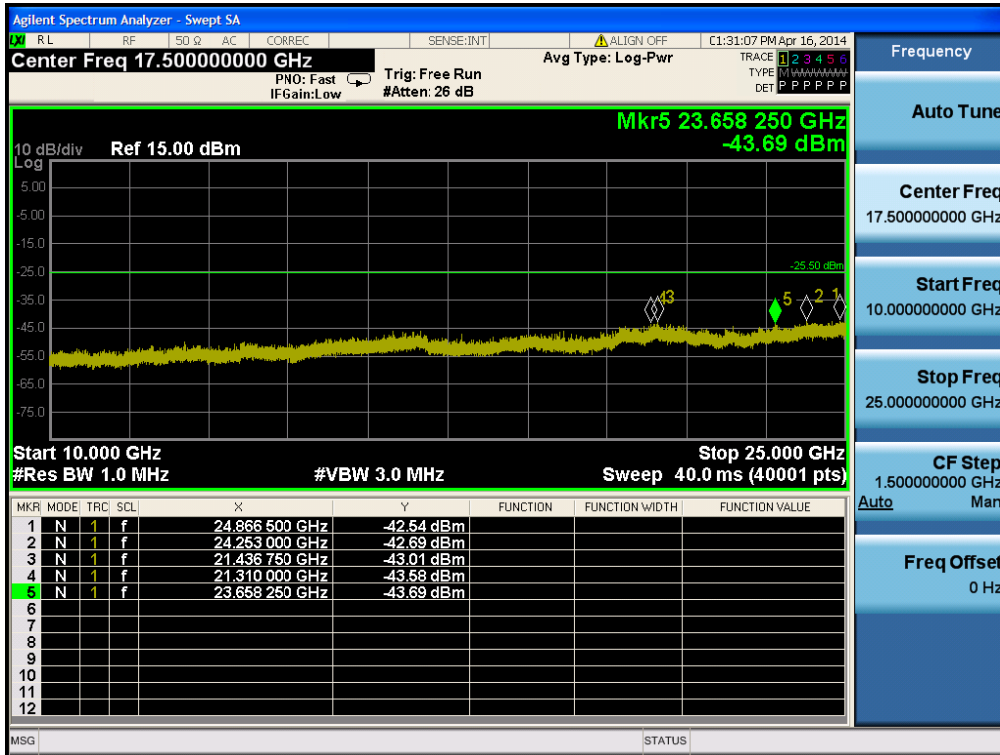 Agilent Spectrum Analyzer - Swept SA
LXI RL RF 50 Ω AC CORREC SENSE:INT ALIGN OFF 01:31:07 PM Apr 16, 2014
Center Freq 17.500000000 GHz
PNO: Fast
IFGain:Low
Trig: Free Run
#Atten: 26 dB
Avg Type: Log-Pwr
TRACE 1 2 3 4 5 6
TYPE M
DET P P P P P P
Mkr5 23.658 250 GHz
-43.69 dBm
10 dB/div Ref 15.00 dBm
Log
5.00
-5.00
-15.0
-25.0
-25.50 dBm
-35.0
4 3 5 2 1
-45.0
-55.0
-65.0
-75.0
Start 10.000 GHz Stop 25.000 GHz
#Res BW 1.0 MHz #VBW 3.0 MHz Sweep 40.0 ms (40001 pts)
MKR MODE TRC SCL X Y FUNCTION FUNCTION WIDTH FUNCTION VALUE
1 N 1 f 24.866 500 GHz -42.54 dBm
2 N 1 f 24.253 000 GHz -42.69 dBm
3 N 1 f 21.436 750 GHz -43.01 dBm
4 N 1 f 21.310 000 GHz -43.58 dBm
5 N 1 f 23.658 250 GHz -43.69 dBm
6
7
8
9
10
11
12
MSG STATUS
Frequency
Auto Tune
Center Freq
17.500000000 GHz
Start Freq
10.000000000 GHz
Stop Freq
25.000000000 GHz
CF Step
1.500000000 GHz
Auto Man
Freq Offset
0 Hz